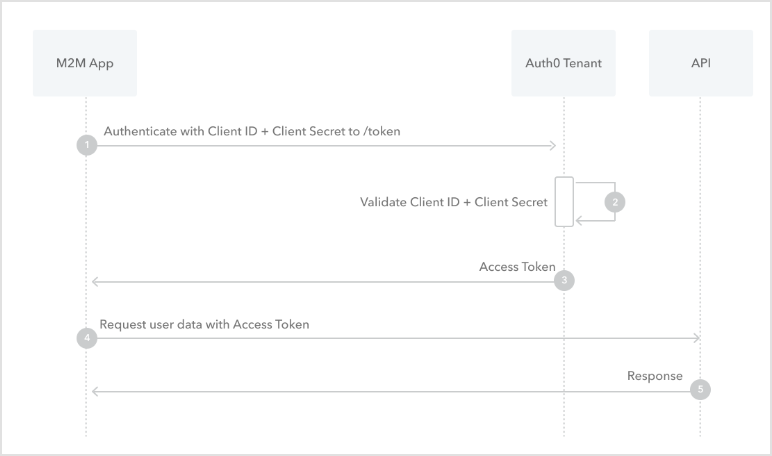 M2M App
Auth0 Tenant
API
Authenticate with Client ID + Client Secret to /token
1
Validate Client ID + Client Secret
2
Access Token
3
Request user data with Access Token
4
Response
5